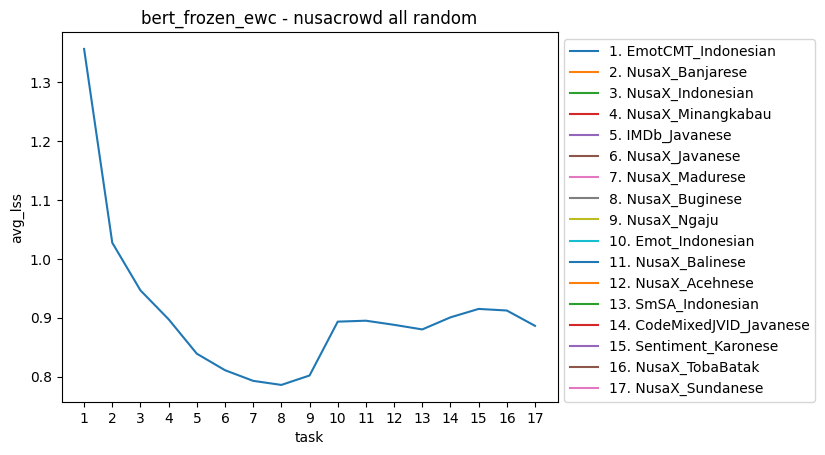 bert_frozen_ewc - nusacrowd all random
avg_lss
1.3
1.2
1.1
1.0
0.9
0.8
1 2 3 4 5 6 7 8 9 10 11 12 13 14 15 16 17
task
1. EmotCMT_Indonesian
2. NusaX_Banjarese
3. NusaX_Indonesian
4. NusaX_Minangkabau
5. IMDb_Javanese
6. NusaX_Javanese
7. NusaX_Madurese
8. NusaX_Buginese
9. NusaX_Ngaju
10. Emot_Indonesian
11. NusaX_Balinese
12. NusaX_Acehnese
13. SmSA_Indonesian
14. CodeMixedJVID_Javanese
15. Sentiment_Karonese
16. NusaX_TobaBatak
17. NusaX_Sundanese